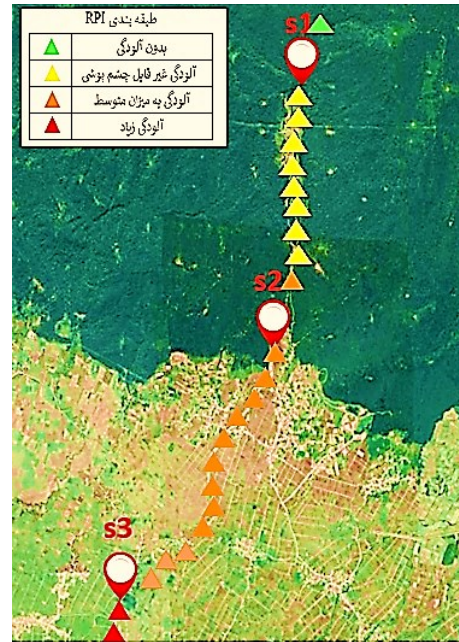 طبقه بندی RPI
بدون آلودگی
آلودگی غیر قابل چشم پوشی
آلودگی به میزان متوسط
آلودگی زیاد
s1
s2
s3